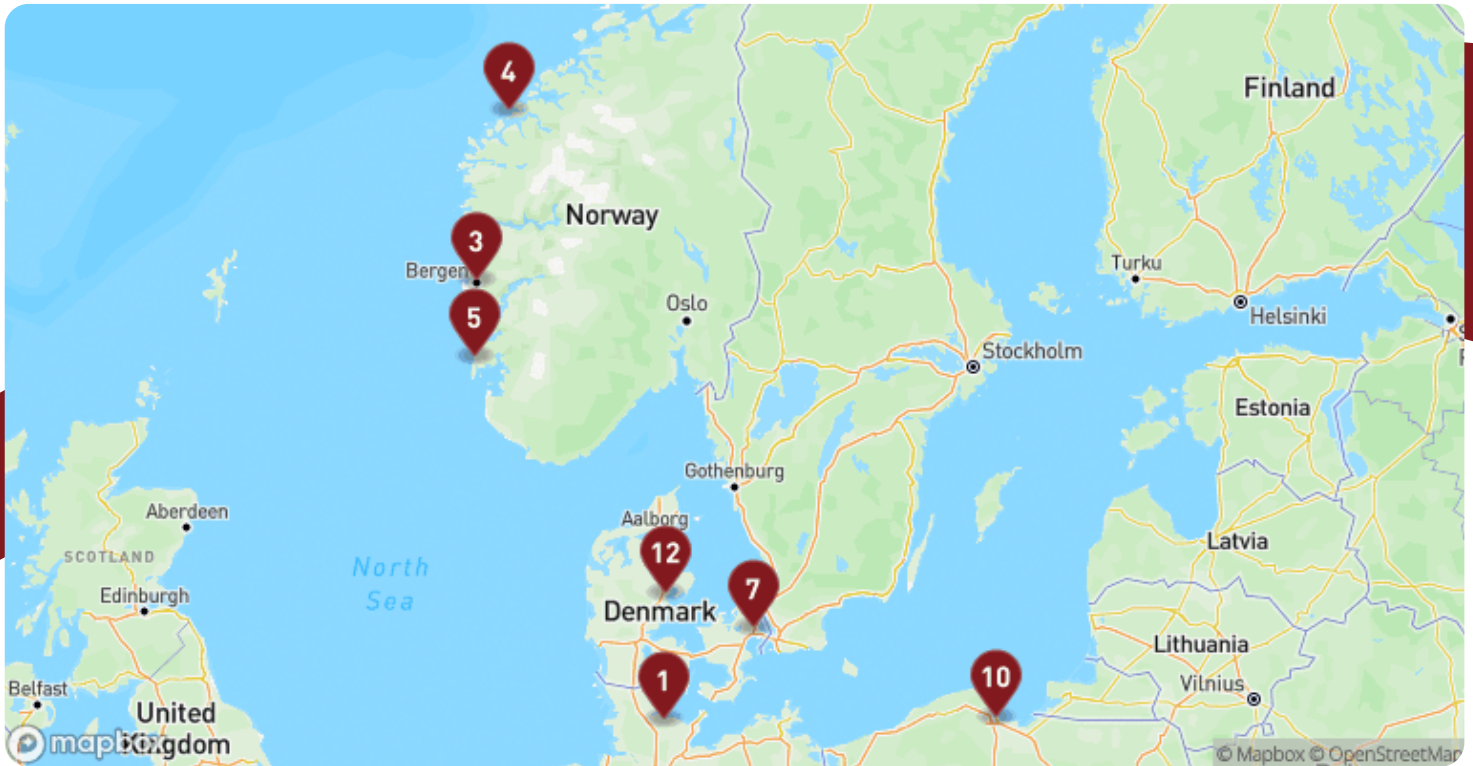 4
Finland
Norway
3
Bergen
Turku
5
Oslo
Helsinki
Stockholm
Estonia
Gothenburg
Aberdeen
Aalborg
SCOTLAND
12
Latvia
North
Sea
7
Edinburgh
Denmark
Lithuania
1
10
Vilnius
Belfast
United
Kingdom
mapbox
© Mapbox © OpenStreetMap